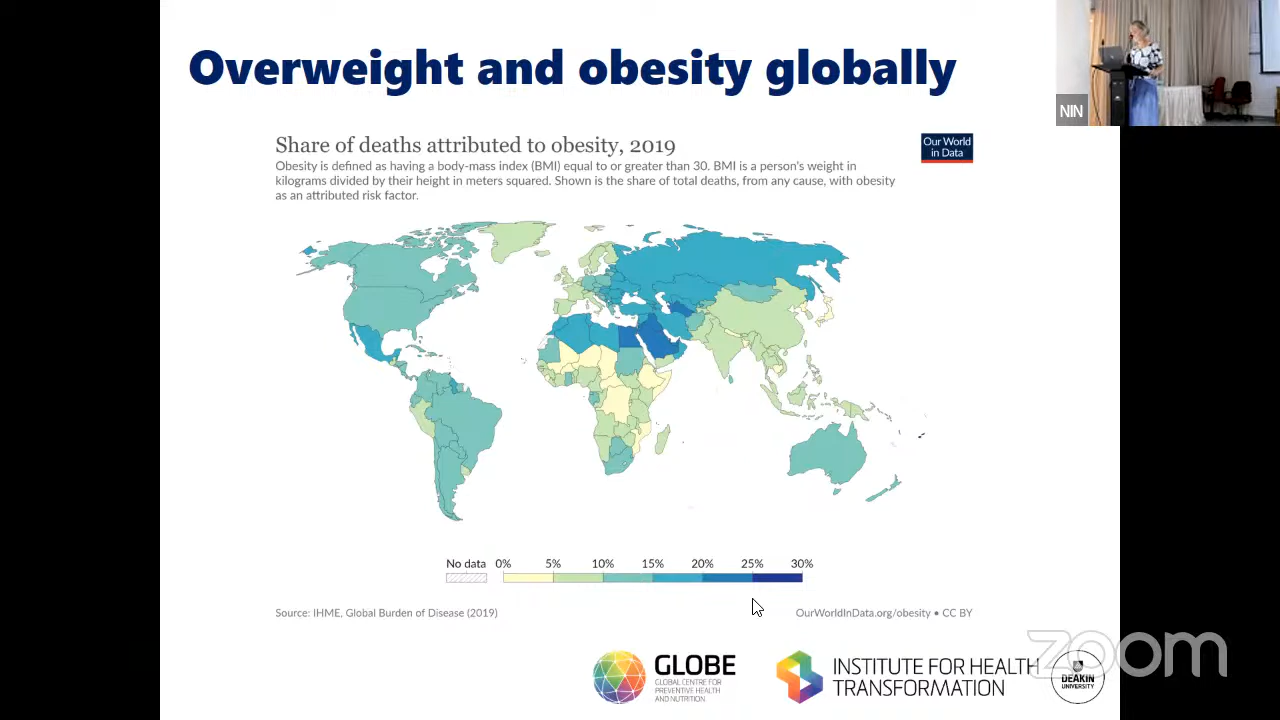 Overweight and obesity globally
NIN
Share of deaths attributed to obesity, 2019
Our World
in Data
Obesity is defined as having a body-mass index (BMI) equal to or greater than 30. BMI is a person's weight in
kilograms divided by their height in meters squared. Shown is the share of total deaths, from any cause, with obesity
as an attributed risk factor.
No data 0% 5% 10% 15% 20% 25% 30%
Source: IHME, Global Burden of Disease (2019)
OurWorldInData.org/obesity • CC BY
GLOBE
GLOBAL CENTRE FOR
PREVENTIVE HEALTH
AND NUTRITION
INSTITUTE FOR HEALTH
TRANSFORMATION
DEAKIN
UNIVERSITY
zoom